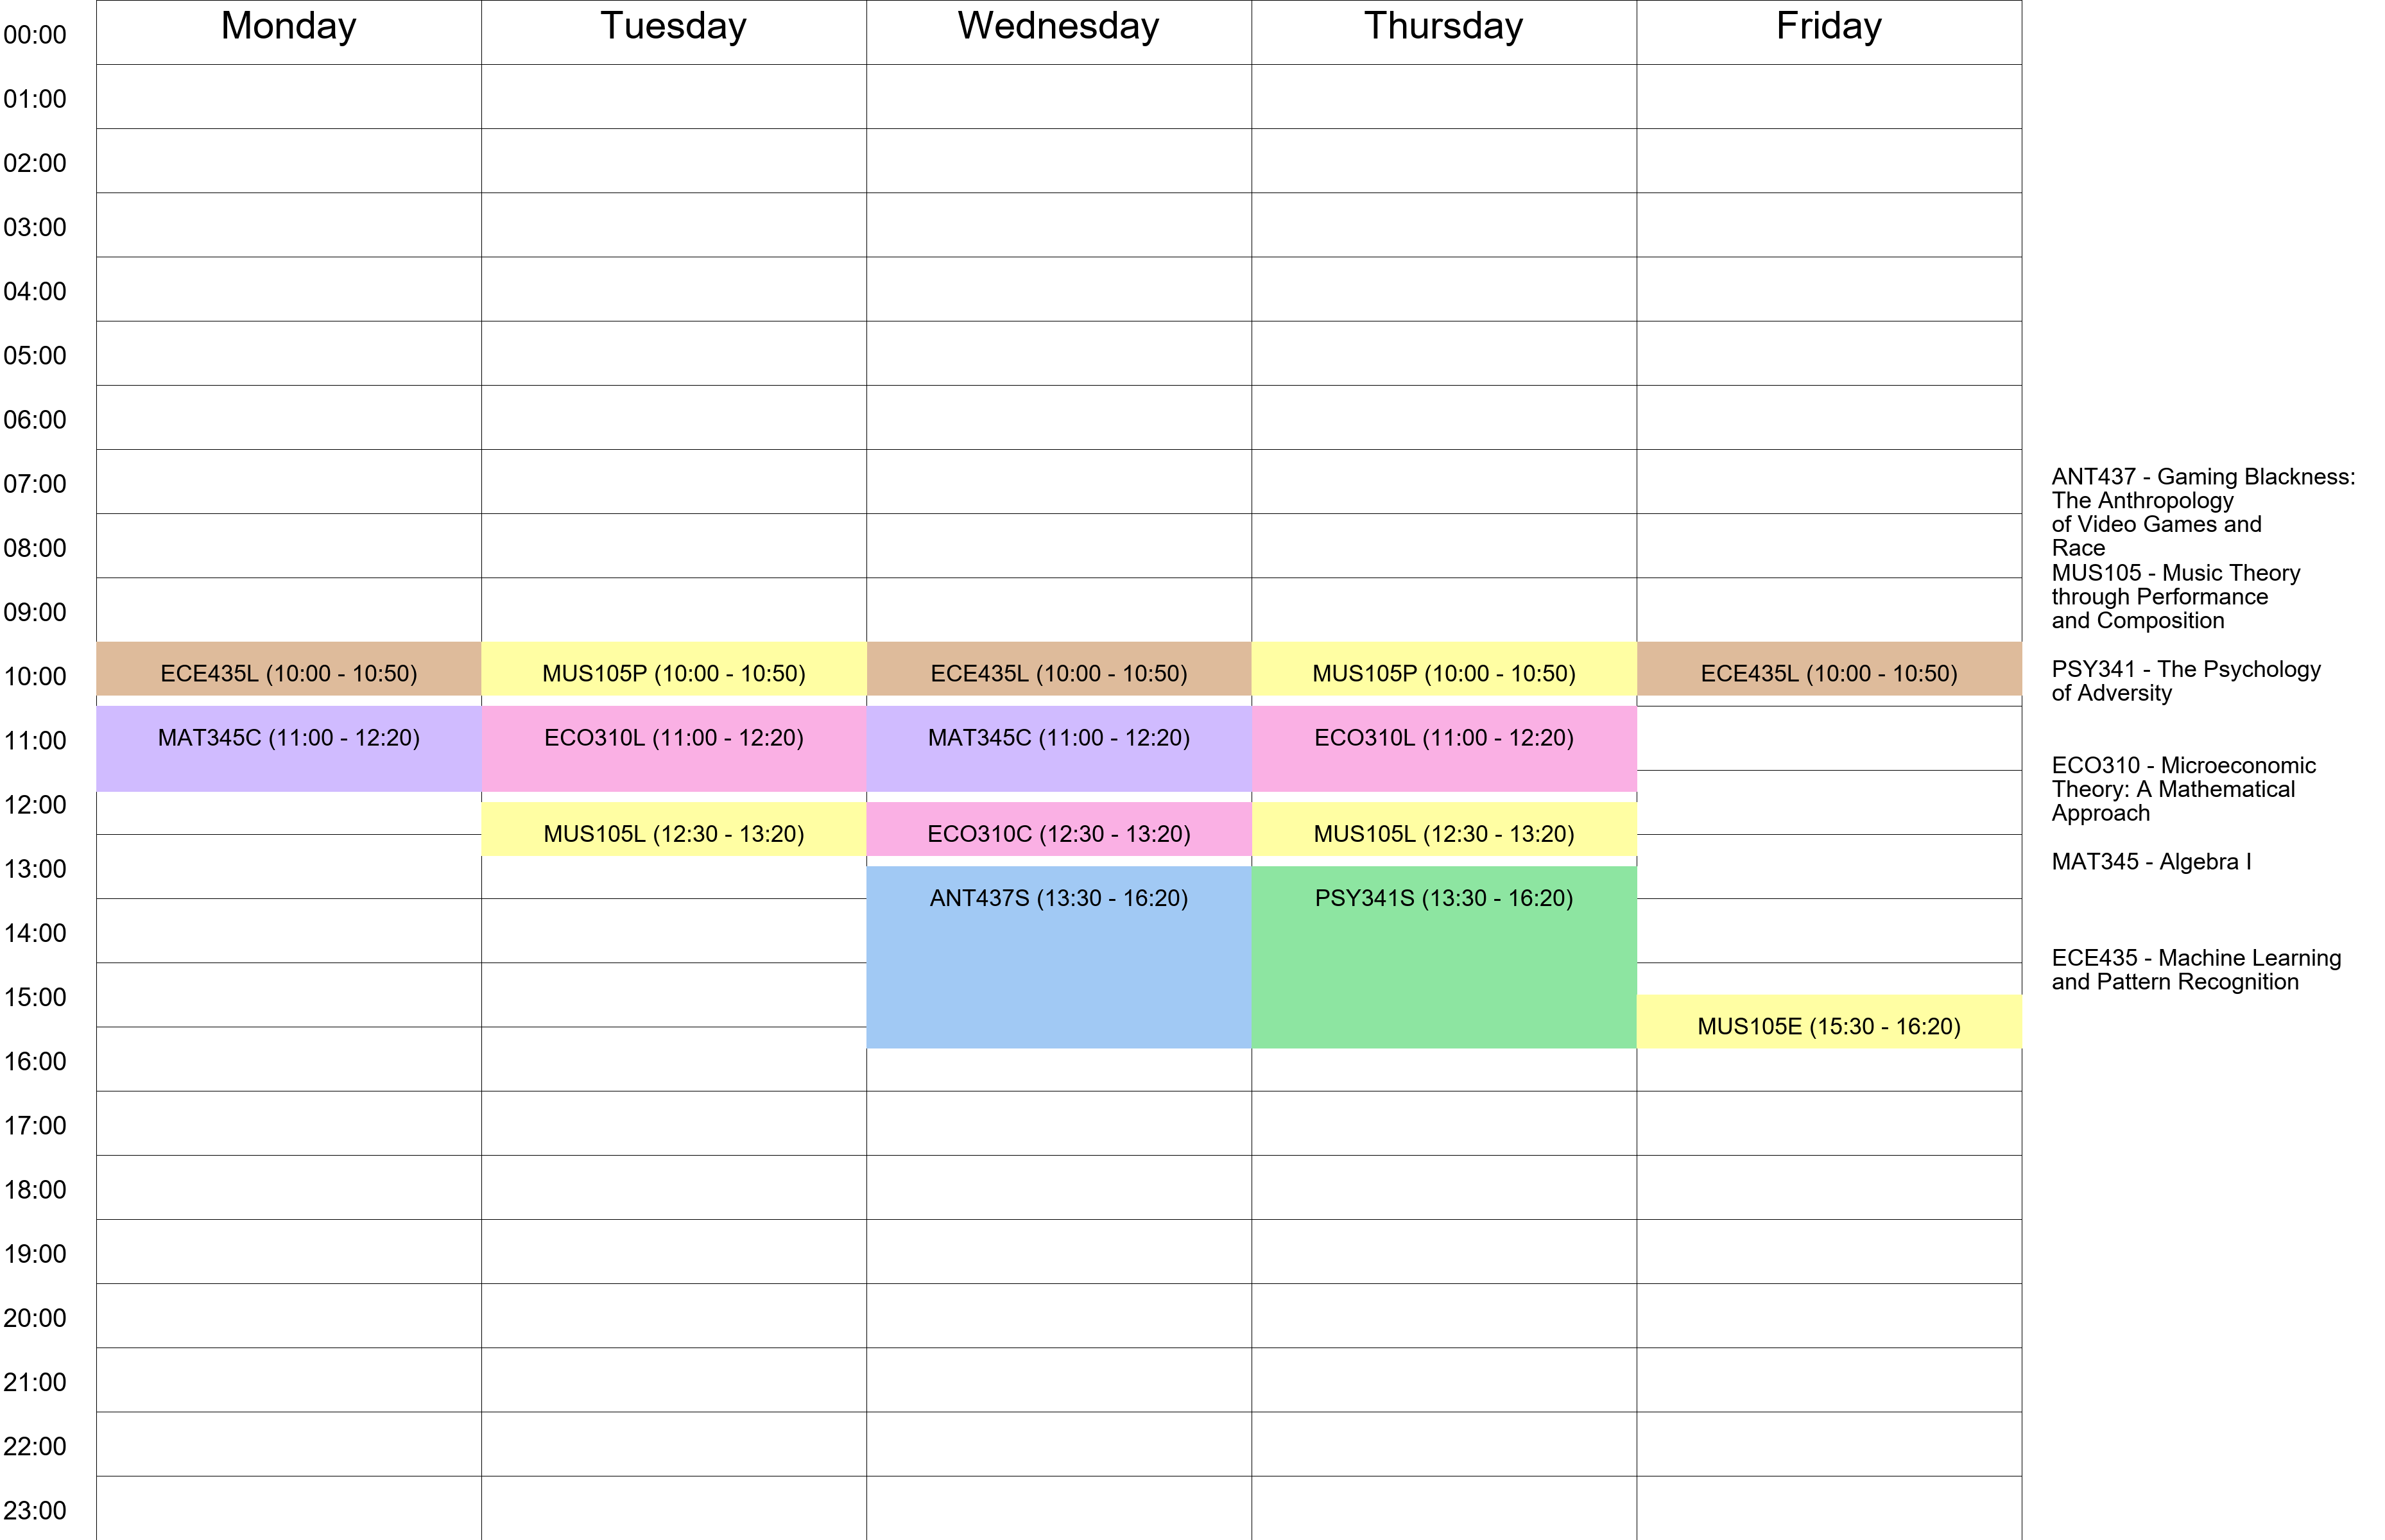 Monday Tuesday Wednesday Thursday Friday
00:00
01:00
02:00
03:00
04:00
05:00
06:00
07:00
08:00
09:00
10:00
11:00
12:00
13:00
14:00
15:00
16:00
17:00
18:00
19:00
20:00
21:00
22:00
23:00
ECE435L (10:00 - 10:50)
MAT345C (11:00 - 12:20)
MUS105P (10:00 - 10:50)
ECO310L (11:00 - 12:20)
MUS105L (12:30 - 13:20)
ECE435L (10:00 - 10:50)
MAT345C (11:00 - 12:20)
ECO310C (12:30 - 13:20)
ANT437S (13:30 - 16:20)
MUS105P (10:00 - 10:50)
ECO310L (11:00 - 12:20)
MUS105L (12:30 - 13:20)
PSY341S (13:30 - 16:20)
ECE435L (10:00 - 10:50)
MUS105E (15:30 - 16:20)
ANT437 - Gaming Blackness:
The Anthropology
of Video Games and
Race
MUS105 - Music Theory
through Performance
and Composition
PSY341 - The Psychology
of Adversity
ECO310 - Microeconomic
Theory: A Mathematical
Approach
MAT345 - Algebra I
ECE435 - Machine Learning
and Pattern Recognition